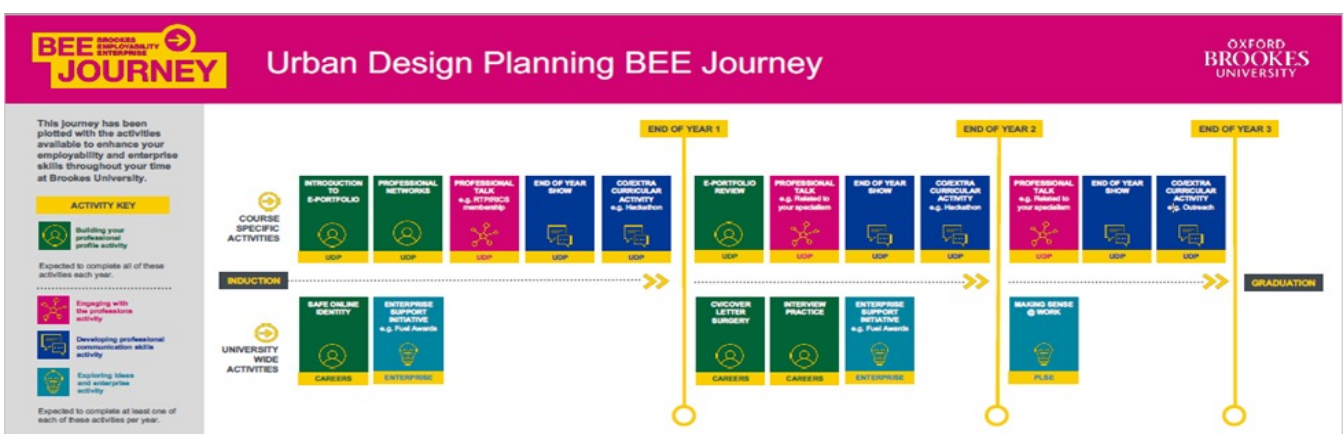 BEE BROOKES
EMPLOYABILITY
ENTERPRISE
JOURNEY
Urban Design Planning BEE Journey
OXFORD
BROOKES
UNIVERSITY
This journey has been
plotted with the activities
available to enhance your
employability and enterprise
skills throughout your time
at Brookes University.
ACTIVITY KEY
Building your
professional
profile activity
Expected to complete all of these
activities each year.
Engaging with
the professions
activity
Developing professional
communication skills
activity
Exploring ideas
and enterprise
activity
Expected to complete at least one of
each of these activities per year.
END OF YEAR 1
END OF YEAR 2
END OF YEAR 3
COURSE
SPECIFIC
ACTIVITIES
INTRODUCTION
TO
E-PORTFOLIO
UDP
PROFESSIONAL
NETWORKS
UDP
PROFESSIONAL
TALK
e.g. RTPI/RICS
membership
UDP
END OF YEAR
SHOW
UDP
CO/EXTRA
CURRICULAR
ACTIVITY
e.g. Hackathon
UDP
E-PORTFOLIO
REVIEW
UDP
PROFESSIONAL
TALK
e.g. Related to
your specialism
UDP
END OF YEAR
SHOW
UDP
CO/EXTRA
CURRICULAR
ACTIVITY
e.g. Hackathon
UDP
PROFESSIONAL
TALK
e.g. Related to
your specialism
UDP
END OF YEAR
SHOW
UDP
CO/EXTRA
CURRICULAR
ACTIVITY
e.g. Outreach
UDP
INDUCTION
GRADUATION
UNIVERSITY
WIDE
ACTIVITIES
SAFE ONLINE
IDENTITY
CAREERS
ENTERPRISE
SUPPORT
INITIATIVE
e.g. Fuel Awards
ENTERPRISE
CV/COVER
LETTER
SURGERY
CAREERS
INTERVIEW
PRACTICE
CAREERS
ENTERPRISE
SUPPORT
INITIATIVE
e.g. Fuel Awards
ENTERPRISE
MAKING SENSE
@ WORK
PLSE